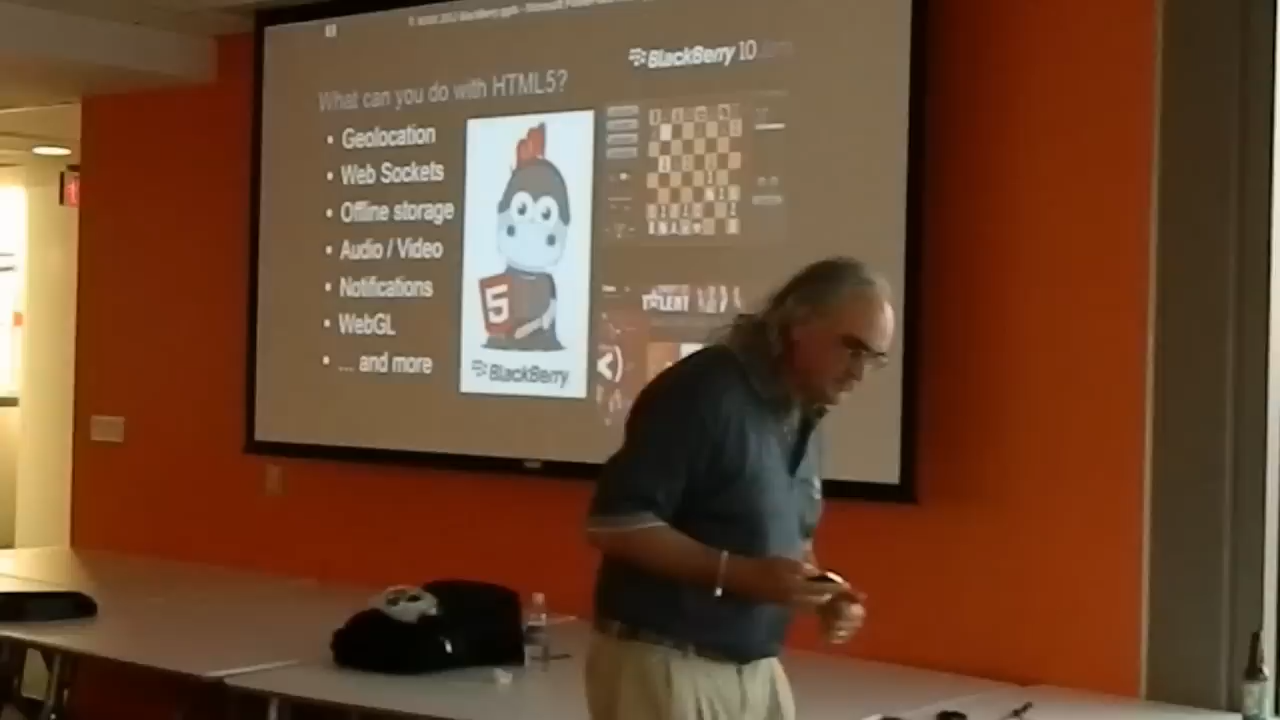 BlackBerry 10
What can you do with HTML5?
• Geolocation
• Web Sockets
• Offline storage
• Audio / Video
• Notifications
• WebGL
• ... and more
5
BlackBerry
TALENT